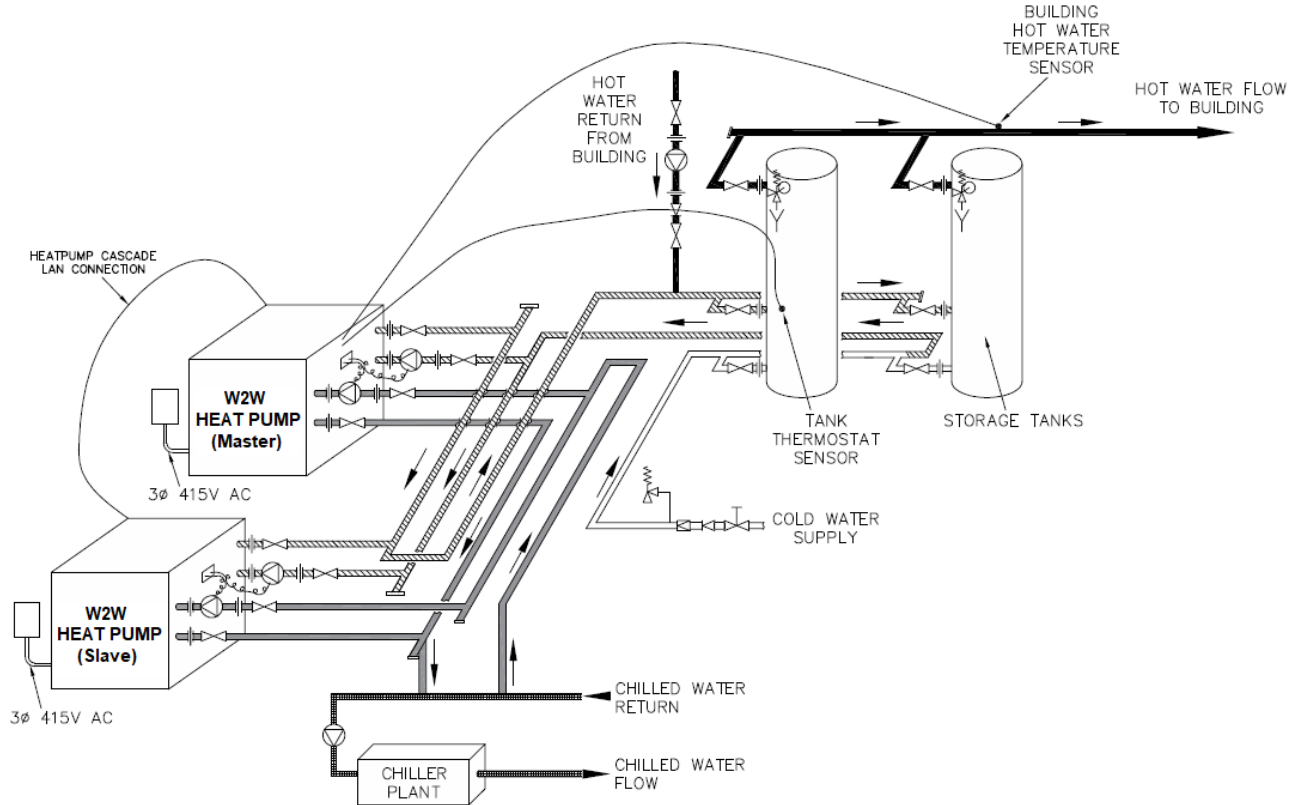 BUILDING
HOT WATER
TEMPERATURE
SENSOR
HOT WATER FLOW
TO BUILDING
HOT
WATER
RETURN
FROM
BUILDING
HEATPUMP CASCADE
LAN CONNECTION
W2W
HEAT PUMP
(Master)
3ø 415V AC
TANK
THERMOSTAT
SENSOR
STORAGE TANKS
COLD WATER
SUPPLY
W2W
HEAT PUMP
(Slave)
3ø 415V AC
CHILLED WATER
RETURN
CHILLER
PLANT
CHILLED WATER
FLOW